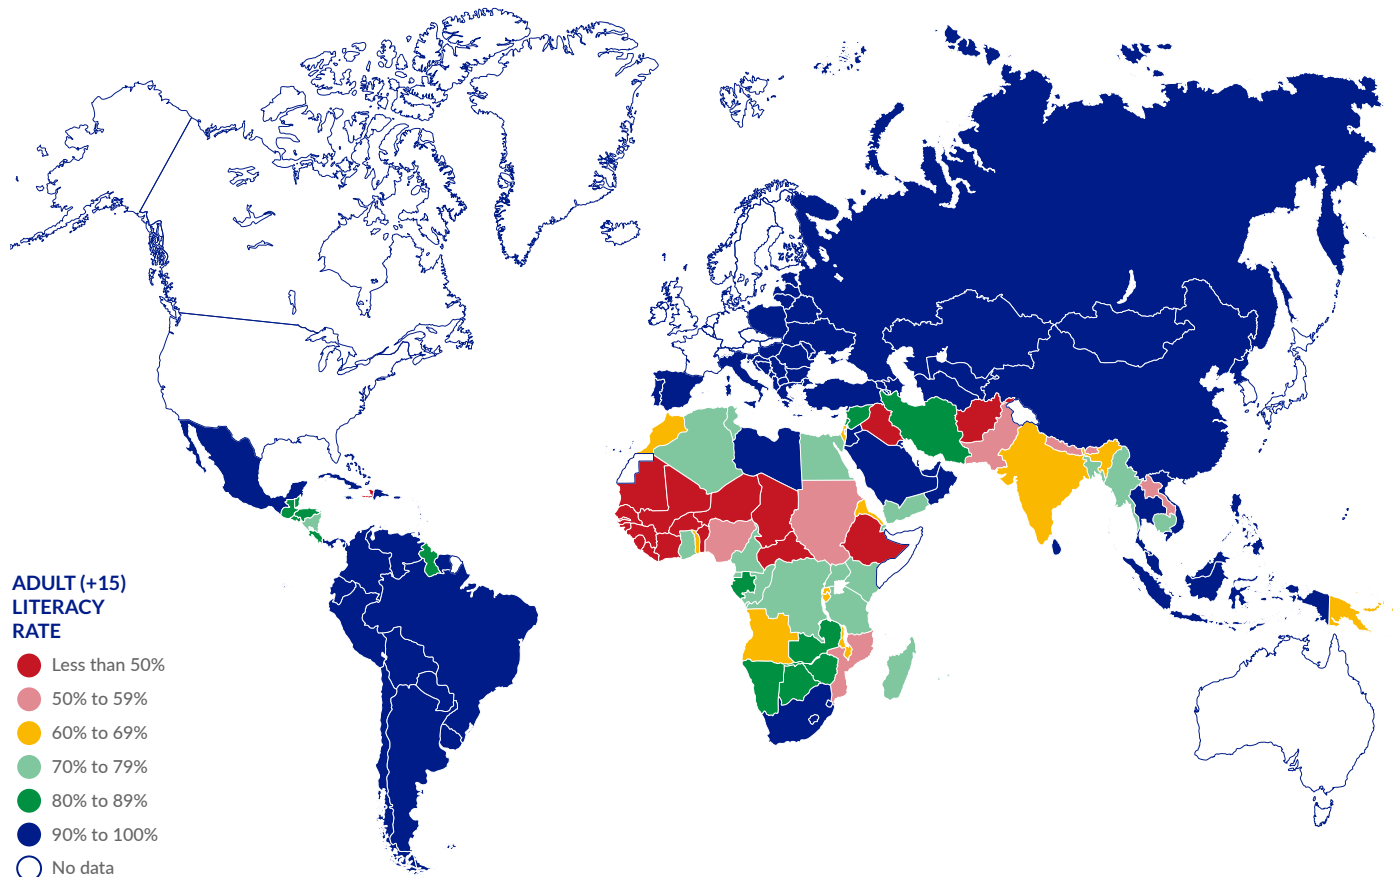 ADULT (+15)
LITERACY
RATE
Less than 50%
50% to 59%
60% to 69%
70% to 79%
80% to 89%
90% to 100%
No data